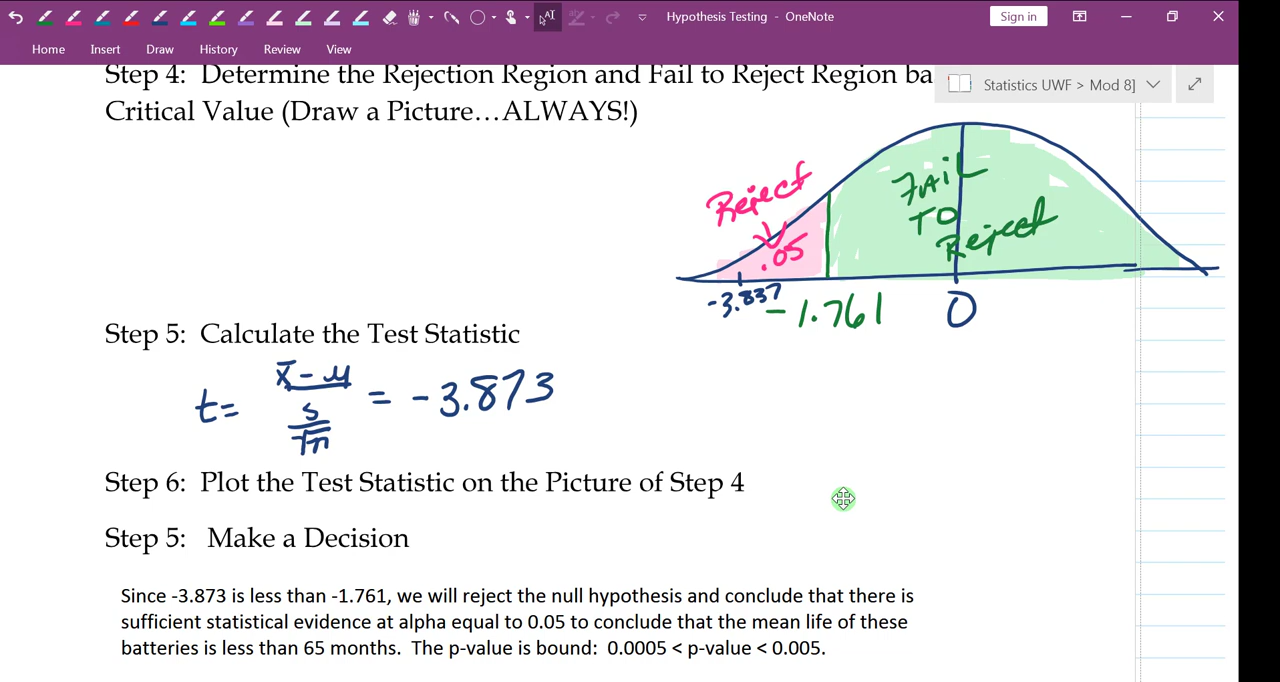 Hypothesis Testing - OneNote
Sign in
Home Insert Draw History Review View
Step 4: Determine the Rejection Region and Fail to Reject Region ba
Statistics UWF > Mod 8]
Critical Value (Draw a Picture…ALWAYS!)
Reject
.05
FAIL
TO
Reject
-3.837
-1.761
0
Step 5: Calculate the Test Statistic
t = x̄ - μ / s / √n = -3.873
Step 6: Plot the Test Statistic on the Picture of Step 4
Step 5: Make a Decision
Since -3.873 is less than -1.761, we will reject the null hypothesis and conclude that there is
sufficient statistical evidence at alpha equal to 0.05 to conclude that the mean life of these
batteries is less than 65 months. The p-value is bound: 0.0005 < p-value < 0.005.